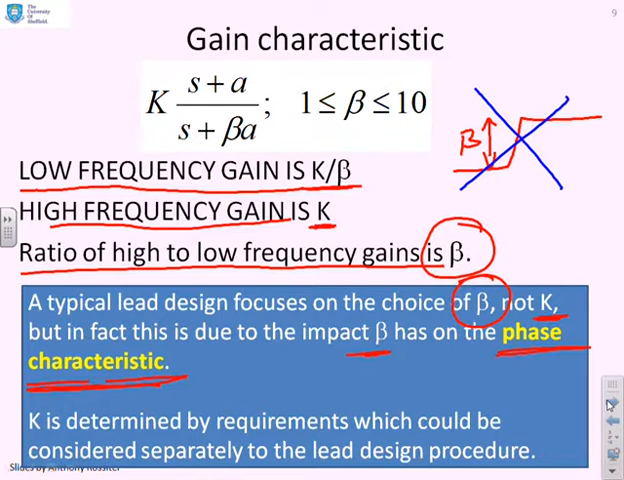 The
University
Of
Sheffield.
9
Gain characteristic
K (s + a)/(s + βa); 1 ≤ β ≤ 10
β
LOW FREQUENCY GAIN IS K/β
HIGH FREQUENCY GAIN IS K
Ratio of high to low frequency gains is β.
A typical lead design focuses on the choice
of β, not K,
but in fact this is due to the impact β has on the phase
characteristic.
K is determined by requirements which could be
considered separately to the lead design procedure.
Slides by Anthony Rossiter